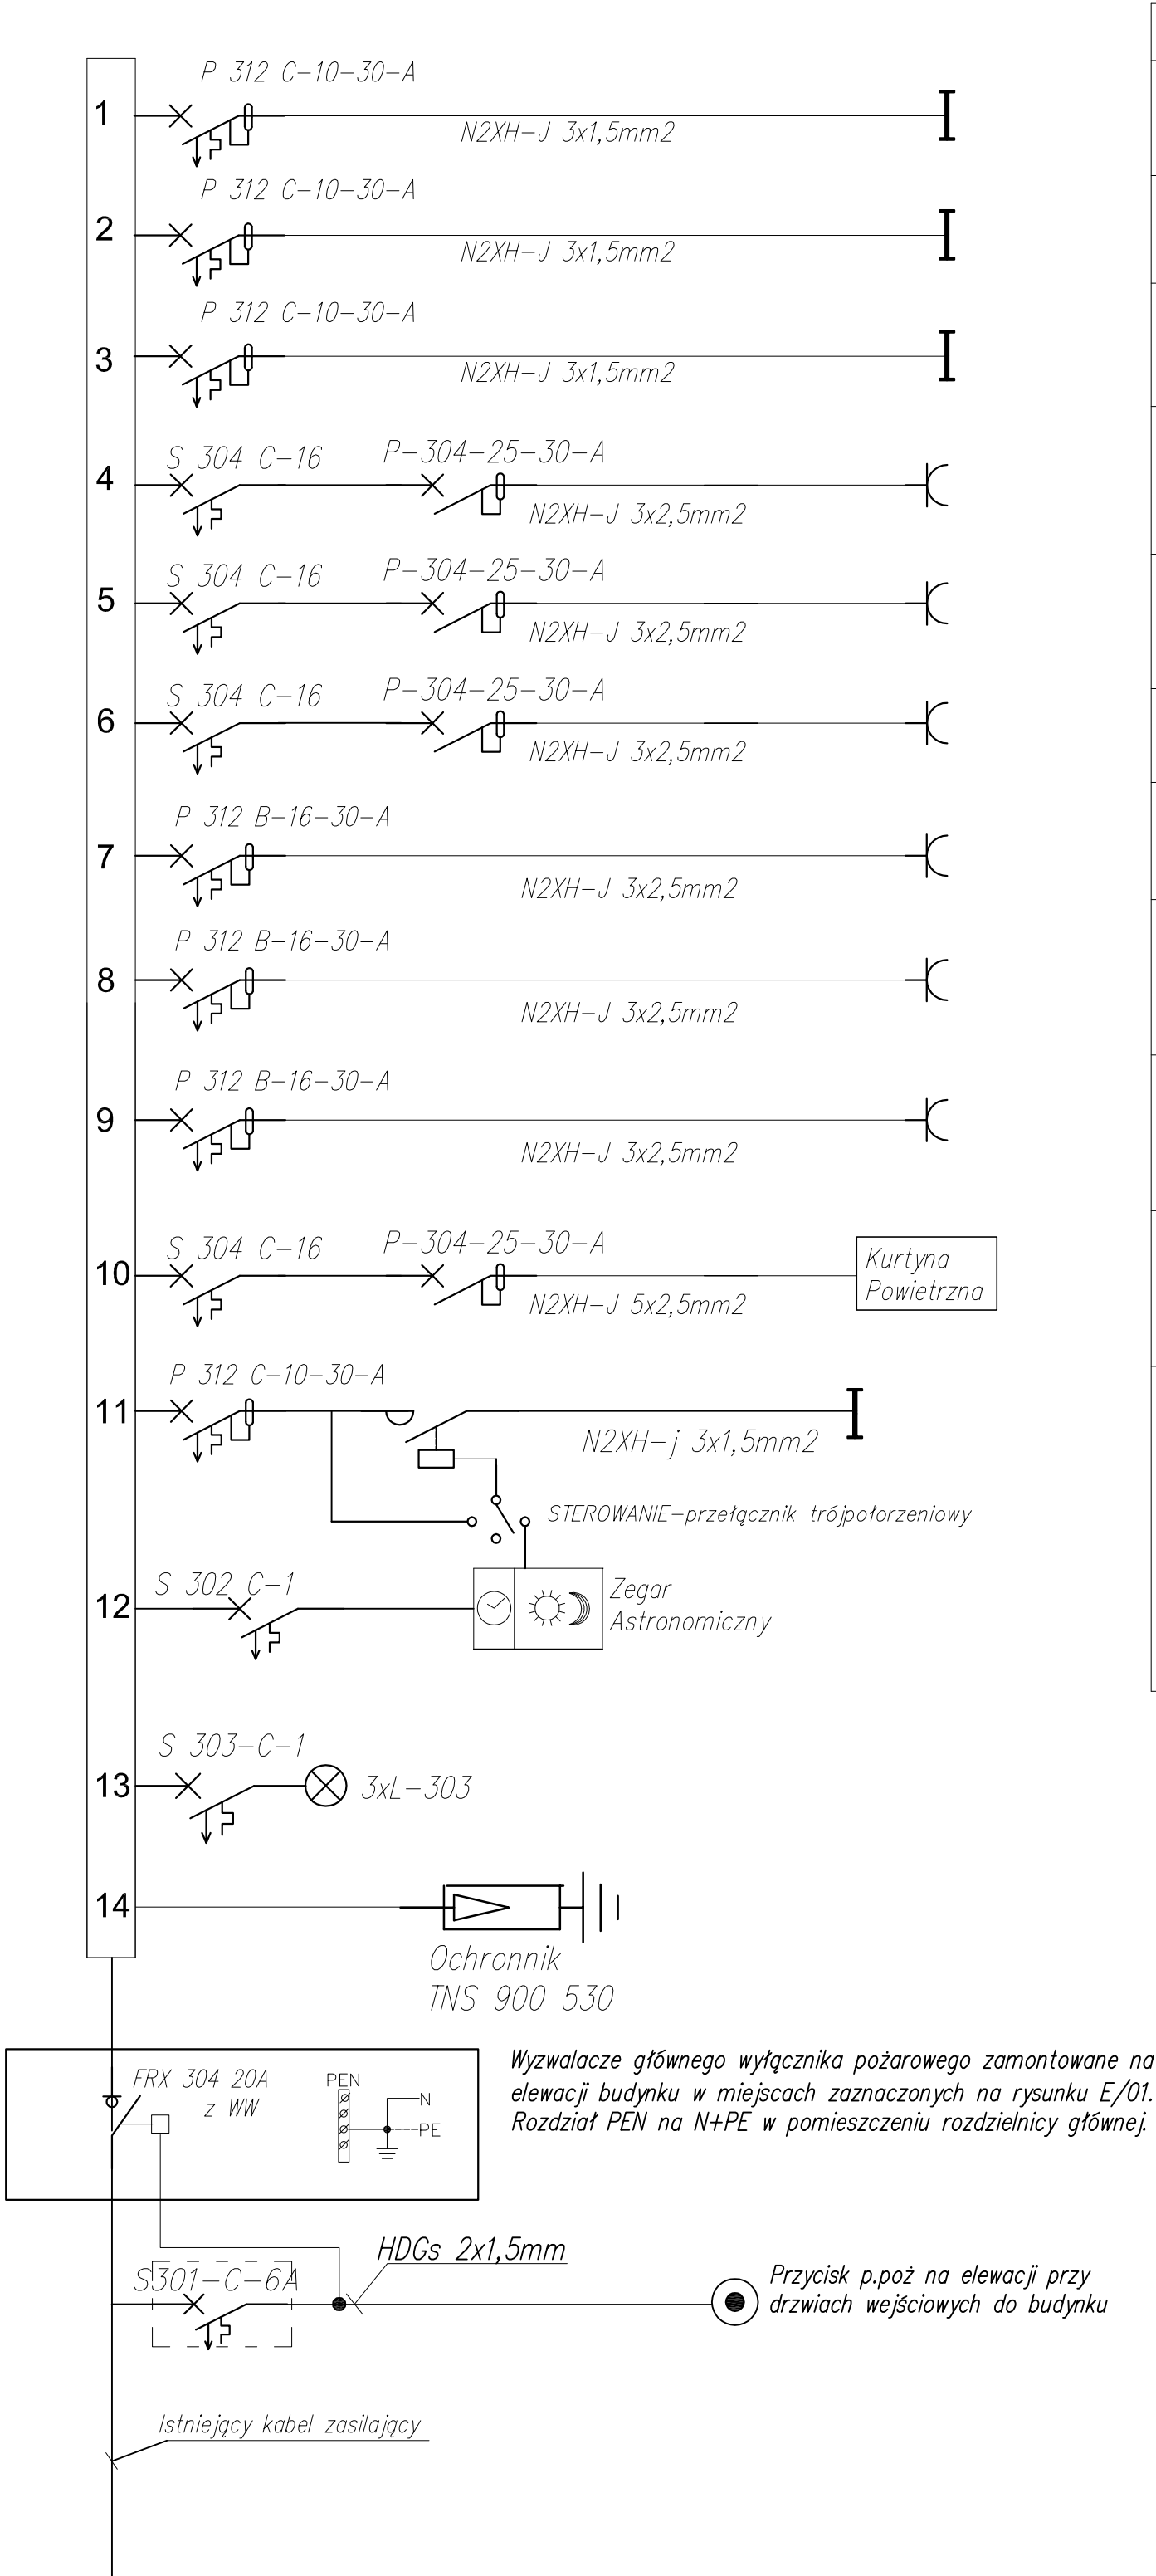 P 312 C-10-30-A
1
N2XH-J 3x1,5mm2
P 312 C-10-30-A
2
N2XH-J 3x1,5mm2
P 312 C-10-30-A
3
N2XH-J 3x1,5mm2
S 304 C-16
P-304-25-30-A
4
N2XH-J 3x2,5mm2
S 304 C-16
P-304-25-30-A
5
N2XH-J 3x2,5mm2
S 304 C-16
P-304-25-30-A
6
N2XH-J 3x2,5mm2
P 312 B-16-30-A
7
N2XH-J 3x2,5mm2
P 312 B-16-30-A
8
N2XH-J 3x2,5mm2
P 312 B-16-30-A
9
N2XH-J 3x2,5mm2
S 304 C-16
P-304-25-30-A
10
N2XH-J 5x2,5mm2
Kurtyna
Powietrzna
P 312 C-10-30-A
11
N2XH-j 3x1,5mm2
STEROWANIE-przełącznik trójpołorzeniowy
S 302 C-1
12
Zegar
Astronomiczny
S 303-C-1
13
3xL-303
14
Ochronnik
TNS 900 530
FRX 304 20A
z WW
PEN
N
PE
Wyzwalacze głównego wyłącznika pożarowego zamontowane na
elewacji budynku w miejscach zaznaczonych na rysunku E/01.
Rozdział PEN na N+PE w pomieszczeniu rozdzielnicy głównej.
HDGs 2x1,5mm
S301-C-6A
Przycisk p.poż na elewacji przy
drzwiach wejściowych do budynku
Istniejący kabel zasilający